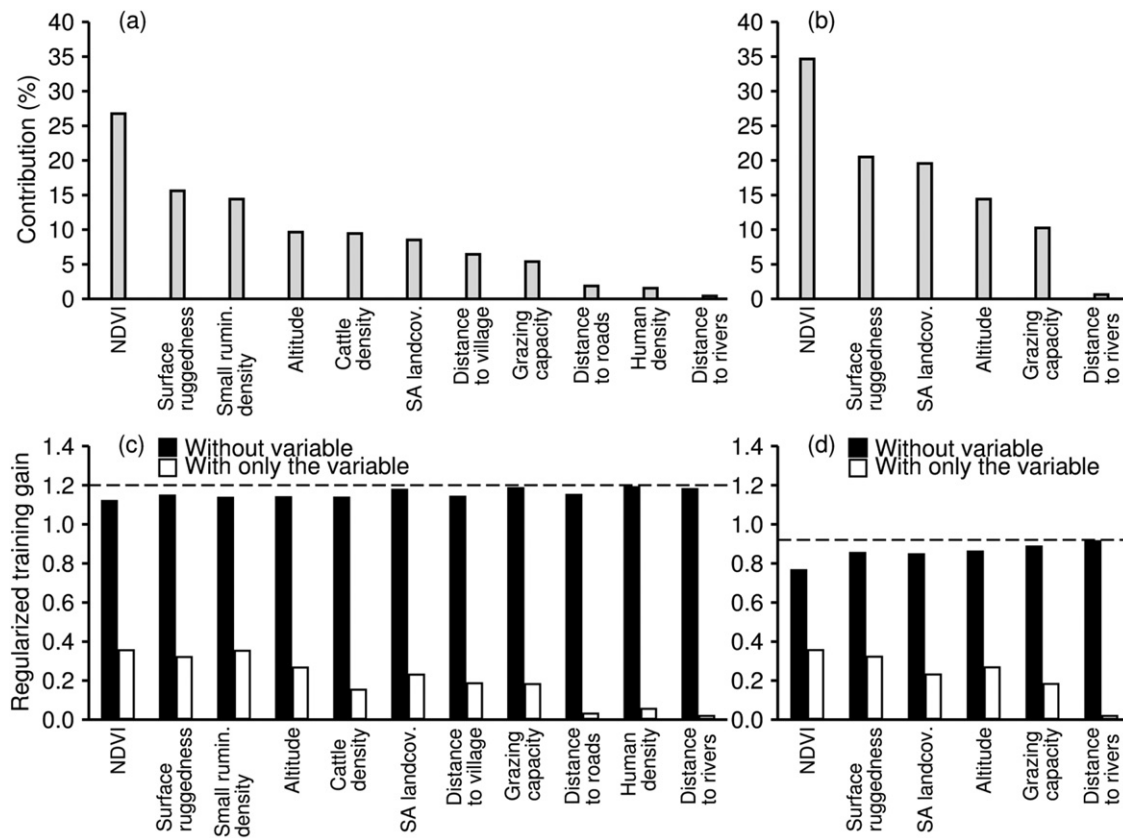 (a)
40
35
30
25
20
15
10
5
0
Contribution (%)
NDVI
Surface
ruggedness
Small rumin.
density
Altitude
Cattle
density
SA landcov.
Distance
to village
Grazing
capacity
Distance
to roads
Human
density
Distance
to rivers
(b)
40
35
30
25
20
15
10
5
0
NDVI
Surface
ruggedness
SA landcov.
Altitude
Grazing
capacity
Distance
to rivers
(c)
Without variable
With only the variable
1.4
1.2
1.0
0.8
0.6
0.4
0.2
0.0
Regularized training gain
NDVI
Surface
ruggedness
Small rumin.
density
Altitude
Cattle
density
SA landcov.
Distance
to village
Grazing
capacity
Distance
to roads
Human
density
Distance
to rivers
(d)
Without variable
With only the variable
1.4
1.2
1.0
0.8
0.6
0.4
0.2
0.0
NDVI
Surface
ruggedness
SA landcov.
Altitude
Grazing
capacity
Distance
to rivers